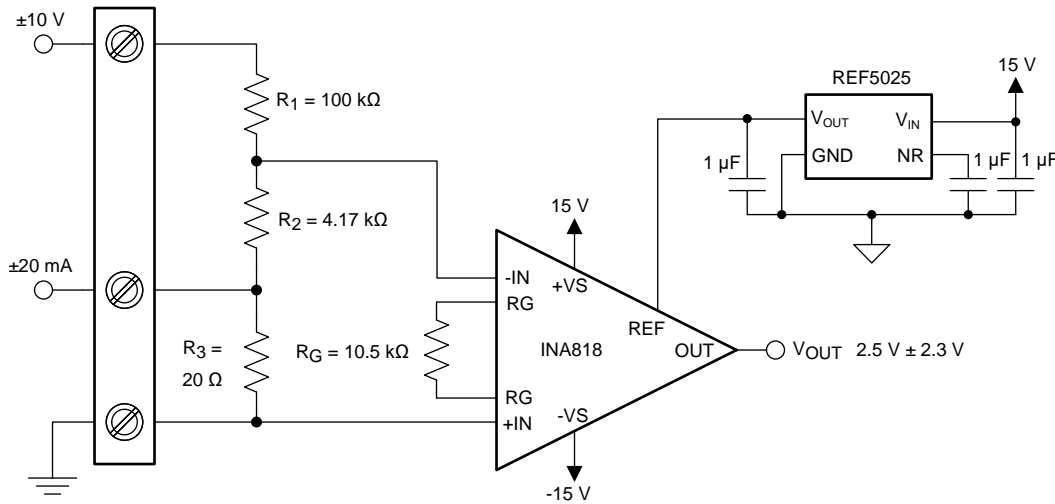 ±10 V
15 V
REF5025
R1 = 100 kΩ
VOUT
VIN
GND
NR
1 µF
1 µF
1 µF
R2 = 4.17 kΩ
15 V
±20 mA
-IN
+VS
RG
REF
R3 =
20 Ω
RG = 10.5 kΩ
INA818
OUT
VOUT 2.5 V ± 2.3 V
RG
+IN
-VS
-15 V